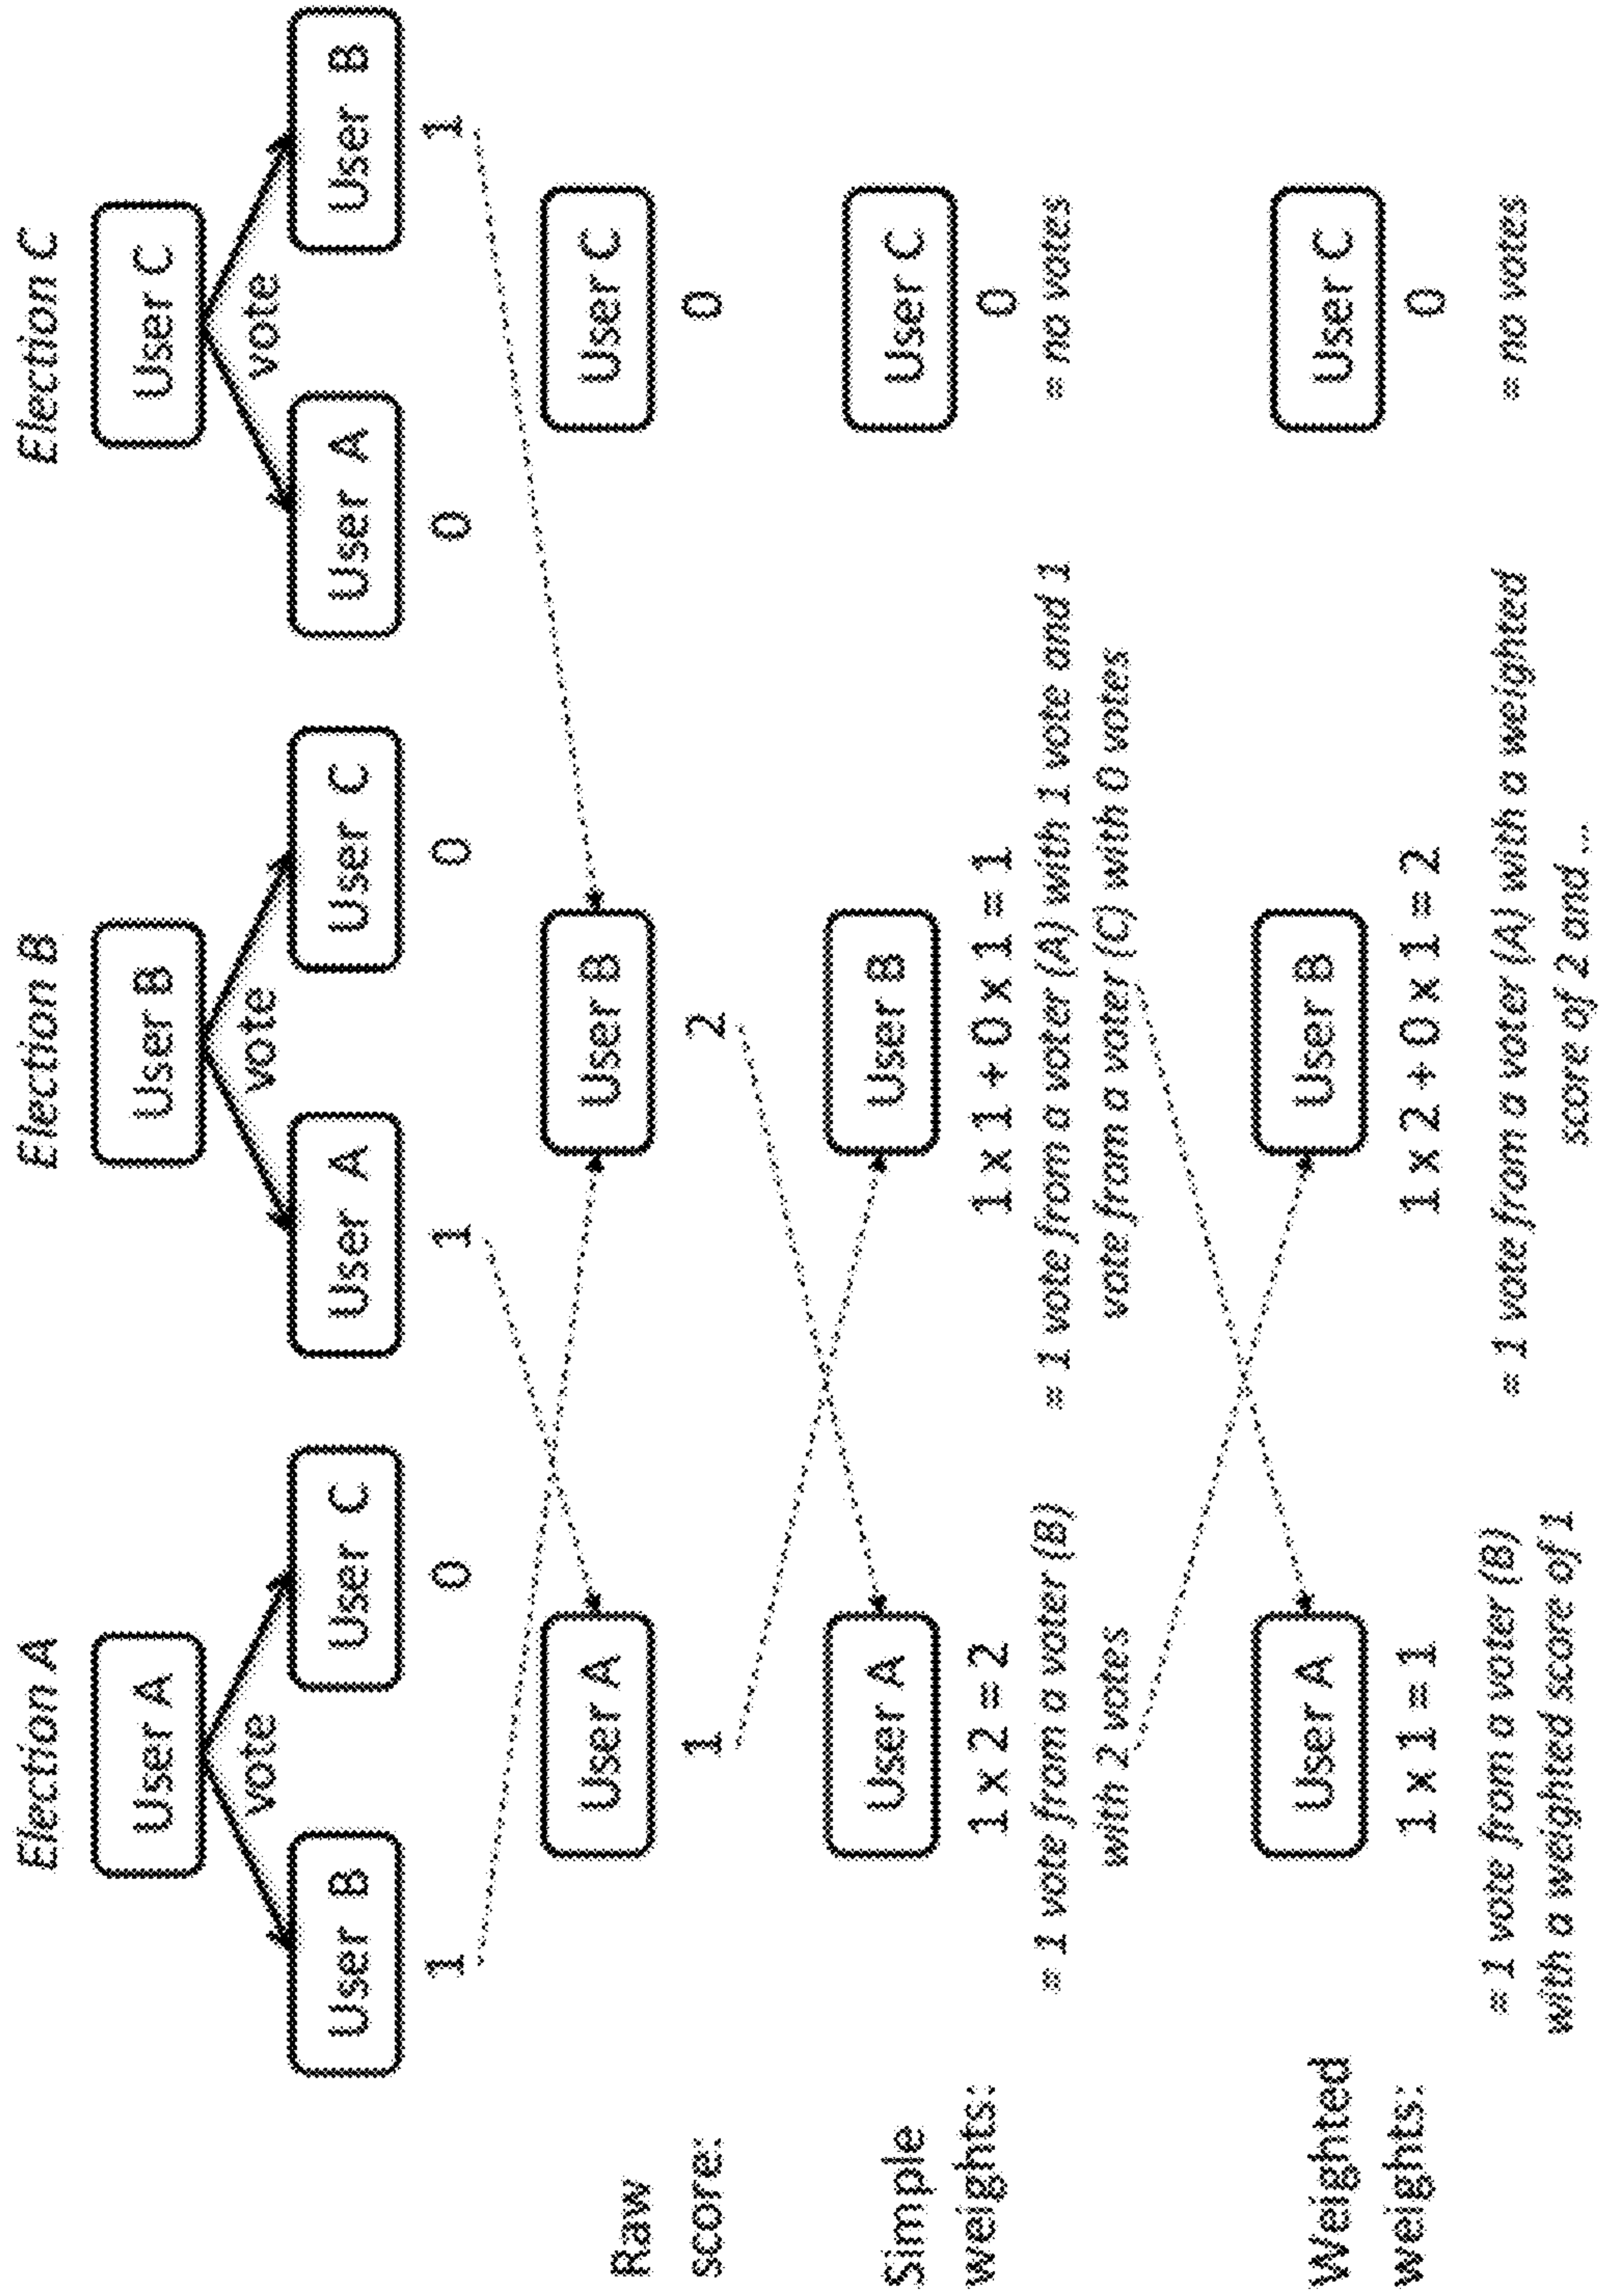 Election A
Election B
Election C
User A
User B
User C
vote
vote
vote
User B
User C
User A
User C
User A
User B
1
0
1
0
0
1
Raw
score:
User A
User B
User C
1
2
0
Simple
weights:
User A
User B
User C
1 x 2 = 2
1 x 1 + 0 x 1 = 1
0
= 1 vote from a voter (B)
with 2 votes
= 1 vote from a voter (A) with 1 vote and 1
vote from a voter (C) with 0 votes
= no votes
Weighted
weights:
User A
User B
User C
1 x 1 = 1
1 x 2 + 0 x 1 = 2
0
= 1 vote from a voter (B)
with a weighted score of 1
= 1 vote from a voter (A) with a weighted
score of 2 and ...
= no votes